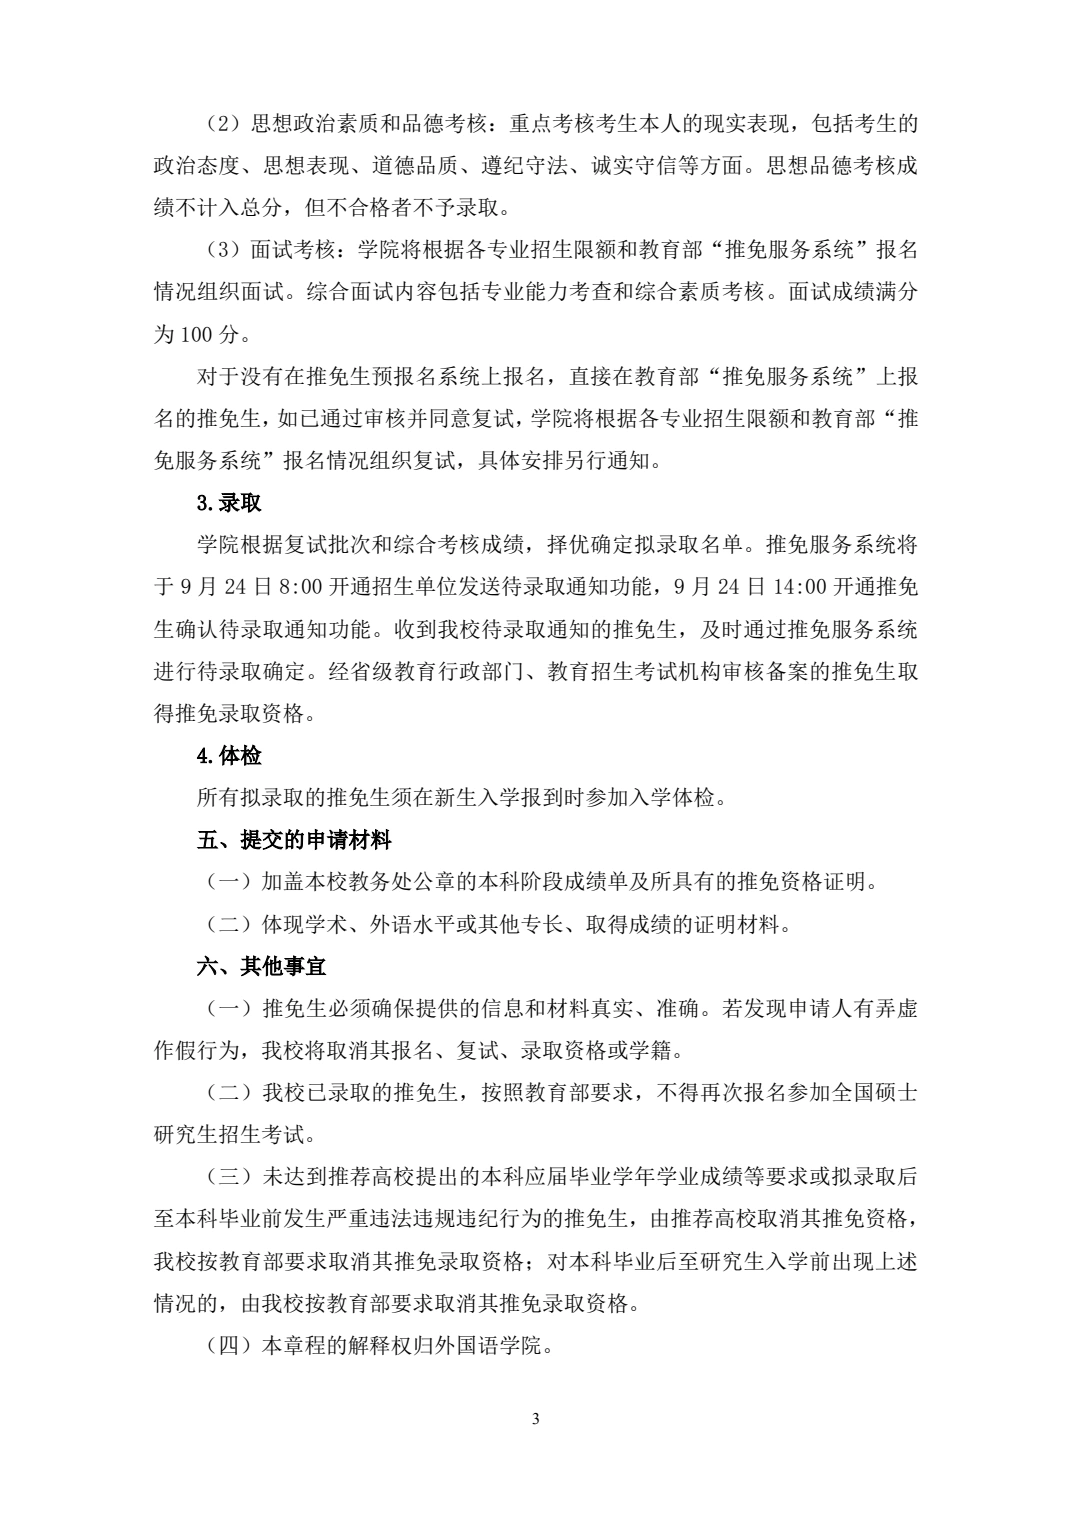 （2）思想政治素质和品德考核：重点考核考生本人的现实表现，包括考生的
政治态度、思想表现、道德品质、遵纪守法、诚实守信等方面。思想品德考核成
绩不计入总分，但不合格者不予录取。
（3）面试考核：学院将根据各专业招生限额和教育部“推免服务系统”报名
情况组织面试。综合面试内容包括专业能力考查和综合素质考核。面试成绩满分
为 100 分。
对于没有在推免生预报名系统上报名，直接在教育部“推免服务系统”上报
名的推免生，如已通过审核并同意复试，学院将根据各专业招生限额和教育部“推
免服务系统”报名情况组织复试，具体安排另行通知。
3.录取
学院根据复试批次和综合考核成绩，择优确定拟录取名单。推免服务系统将
于 9 月 24 日 8:00 开通招生单位发送待录取通知功能，9 月 24 日 14:00 开通推免
生确认待录取通知功能。收到我校待录取通知的推免生，及时通过推免服务系统
进行待录取确定。经省级教育行政部门、教育招生考试机构审核备案的推免生取
得推免录取资格。
4.体检
所有拟录取的推免生须在新生入学报到时参加入学体检。
五、提交的申请材料
（一）加盖本校教务处公章的本科阶段成绩单及所具有的推免资格证明。
（二）体现学术、外语水平或其他专长、取得成绩的证明材料。
六、其他事宜
（一）推免生必须确保提供的信息和材料真实、准确。若发现申请人有弄虚
作假行为，我校将取消其报名、复试、录取资格或学籍。
（二）我校已录取的推免生，按照教育部要求，不得再次报名参加全国硕士
研究生招生考试。
（三）未达到推荐高校提出的本科应届毕业学年学业成绩等要求或拟录取后
至本科毕业前发生严重违法违规违纪行为的推免生，由推荐高校取消其推免资格，
我校按教育部要求取消其推免录取资格；对本科毕业后至研究生入学前出现上述
情况的，由我校按教育部要求取消其推免录取资格。
（四）本章程的解释权归外国语学院。
3